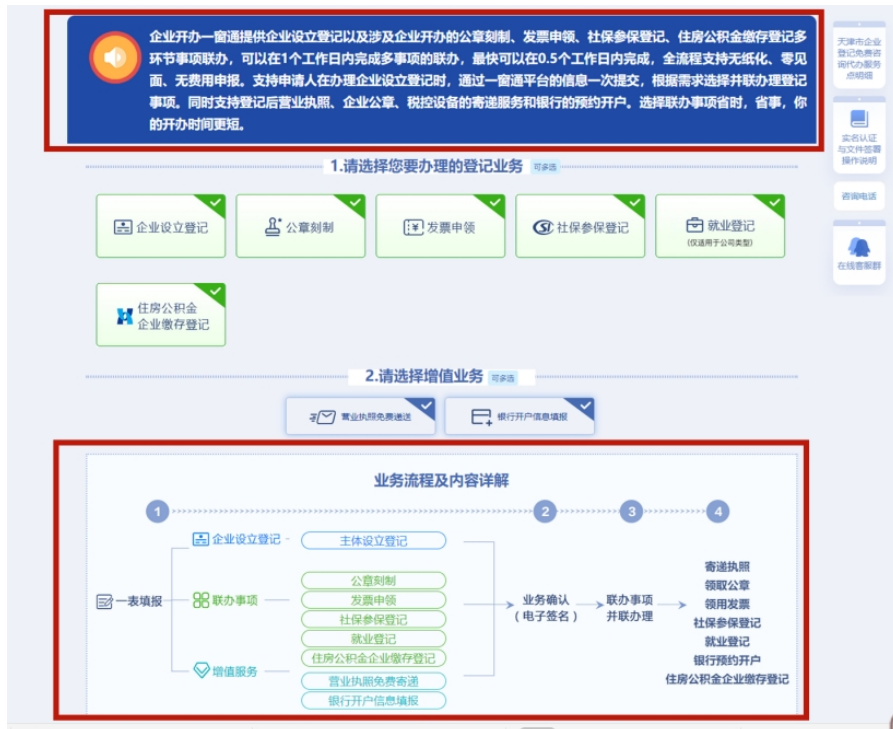 企业开办一窗通提供企业设立登记以及涉及企业开办的公章刻制、发票申领、社保参保登记、住房公积金缴存登记多
环节事项联办，可以在1个工作日内完成多事项的联办，最快可以在0.5个工作日内完成，全流程支持无纸化、零见
面、无费用申报。支持申请人在办理企业设立登记时，通过一窗通平台的信息一次提交，根据需求选择并联办理登记
事项。同时支持登记后营业执照、企业公章、税控设备的寄递服务和银行的预约开户。选择联办事项省时，省事，你
的开办时间更短。
天津市企业
登记免费咨
询代办服务
点明细
实名认证
与文件签署
操作说明
咨询电话
在线客服群
1.请选择您要办理的登记业务 可多选
企业设立登记
公章刻制
发票申领
社保参保登记
就业登记
(仅适用于公司类型)
住房公积金
企业缴存登记
2.请选择增值业务 可多选
营业执照免费递送
银行开户信息填报
业务流程及内容详解
1 2 3 4
一表填报
企业设立登记
主体设立登记
联办事项
公章刻制
发票申领
社保参保登记
就业登记
住房公积金企业缴存登记
增值服务
营业执照免费寄递
银行开户信息填报
业务确认
(电子签名)
联办事项
并联办理
寄递执照
领取公章
领用发票
社保参保登记
就业登记
银行预约开户
住房公积金企业缴存登记